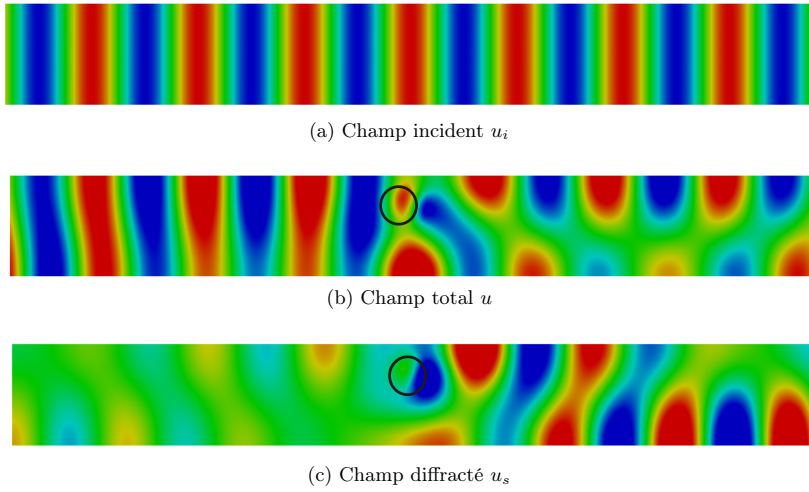 (a) Champ incident u_i
(b) Champ total u
(c) Champ diffracté u_s